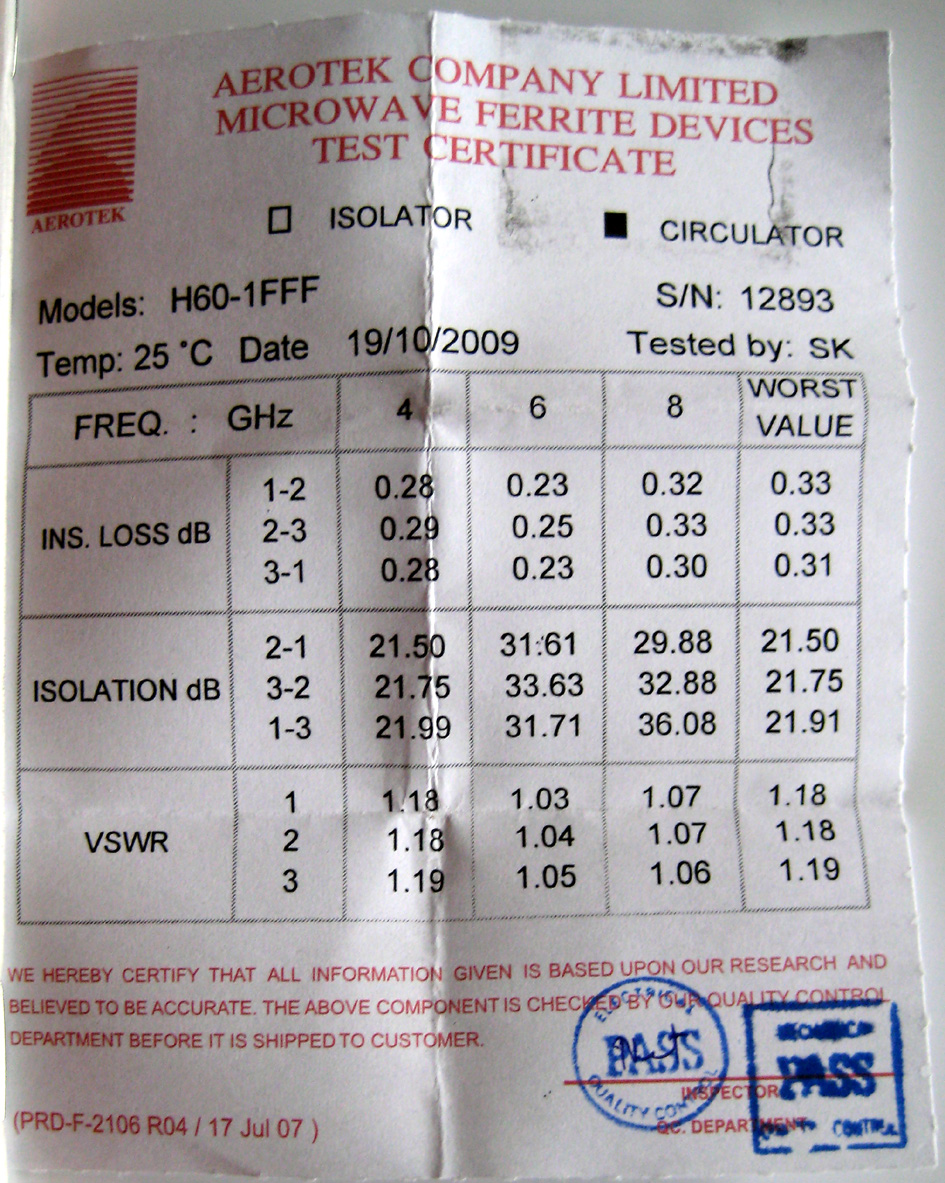 AEROTEK COMPANY LIMITED
MICROWAVE FERRITE DEVICES
TEST CERTIFICATE
AEROTEK
ISOLATOR CIRCULATOR
Models: H60-1FFF S/N: 12893
Temp: 25 °C Date 19/10/2009 Tested by: SK
FREQ. : GHz 4 6 8 WORST VALUE
INS. LOSS dB
1-2 0.28 0.23 0.32 0.33
2-3 0.29 0.25 0.33 0.33
3-1 0.28 0.23 0.30 0.31
ISOLATION dB
2-1 21.50 31.61 29.88 21.50
3-2 21.75 33.63 32.88 21.75
1-3 21.99 31.71 36.08 21.91
VSWR
1 1.18 1.03 1.07 1.18
2 1.18 1.04 1.07 1.18
3 1.19 1.05 1.06 1.19
WE HEREBY CERTIFY THAT ALL INFORMATION GIVEN IS BASED UPON OUR RESEARCH AND
BELIEVED TO BE ACCURATE. THE ABOVE COMPONENT IS CHECKED BY OUR QUALITY CONTROL
DEPARTMENT BEFORE IT IS SHIPPED TO CUSTOMER.
PASS
QUALITY CONTROL
MECHANICAL
PASS
CONTROL
INSPECTOR
QC. DEPARTMENT
(PRD-F-2106 R04 / 17 Jul 07 )